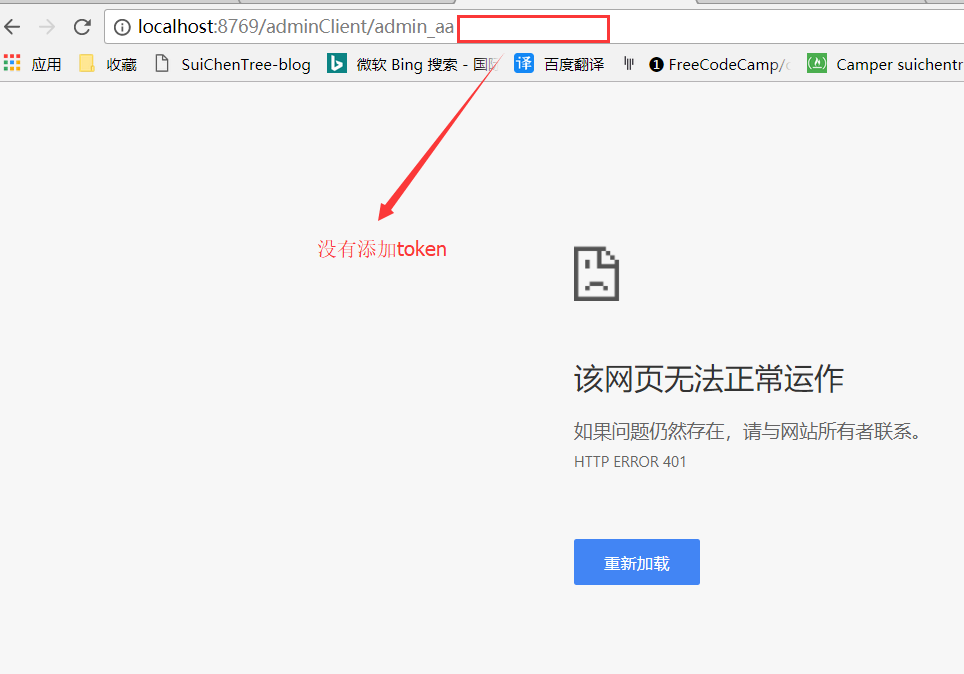 localhost:8769/adminClient/admin_aa
应用 收藏 SuiChenTree-blog 微软 Bing 搜索 - 国 译 百度翻译 FreeCodeCamp/ Camper suichentr
没有添加token
该网页无法正常运作
如果问题仍然存在，请与网站所有者联系。
HTTP ERROR 401
重新加载